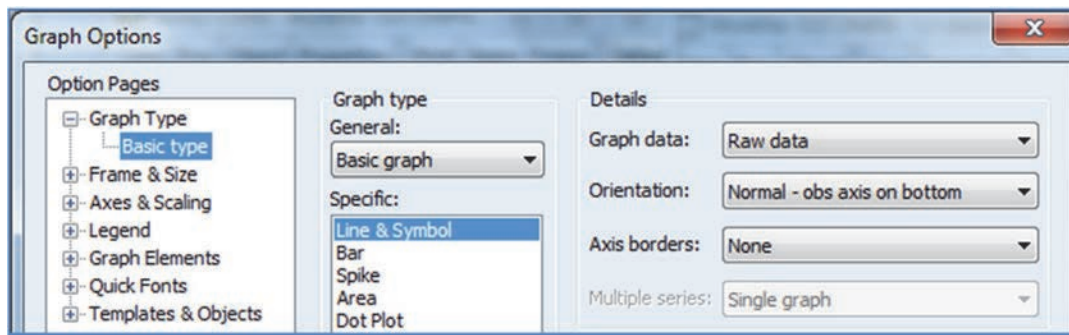 Graph Options
Option Pages
Graph Type
Basic type
Frame & Size
Axes & Scaling
Legend
Graph Elements
Quick Fonts
Templates & Objects
Graph type
General:
Basic graph
Specific:
Line & Symbol
Bar
Spike
Area
Dot Plot
Details
Graph data: Raw data
Orientation: Normal - obs axis on bottom
Axis borders: None
Multiple series: Single graph